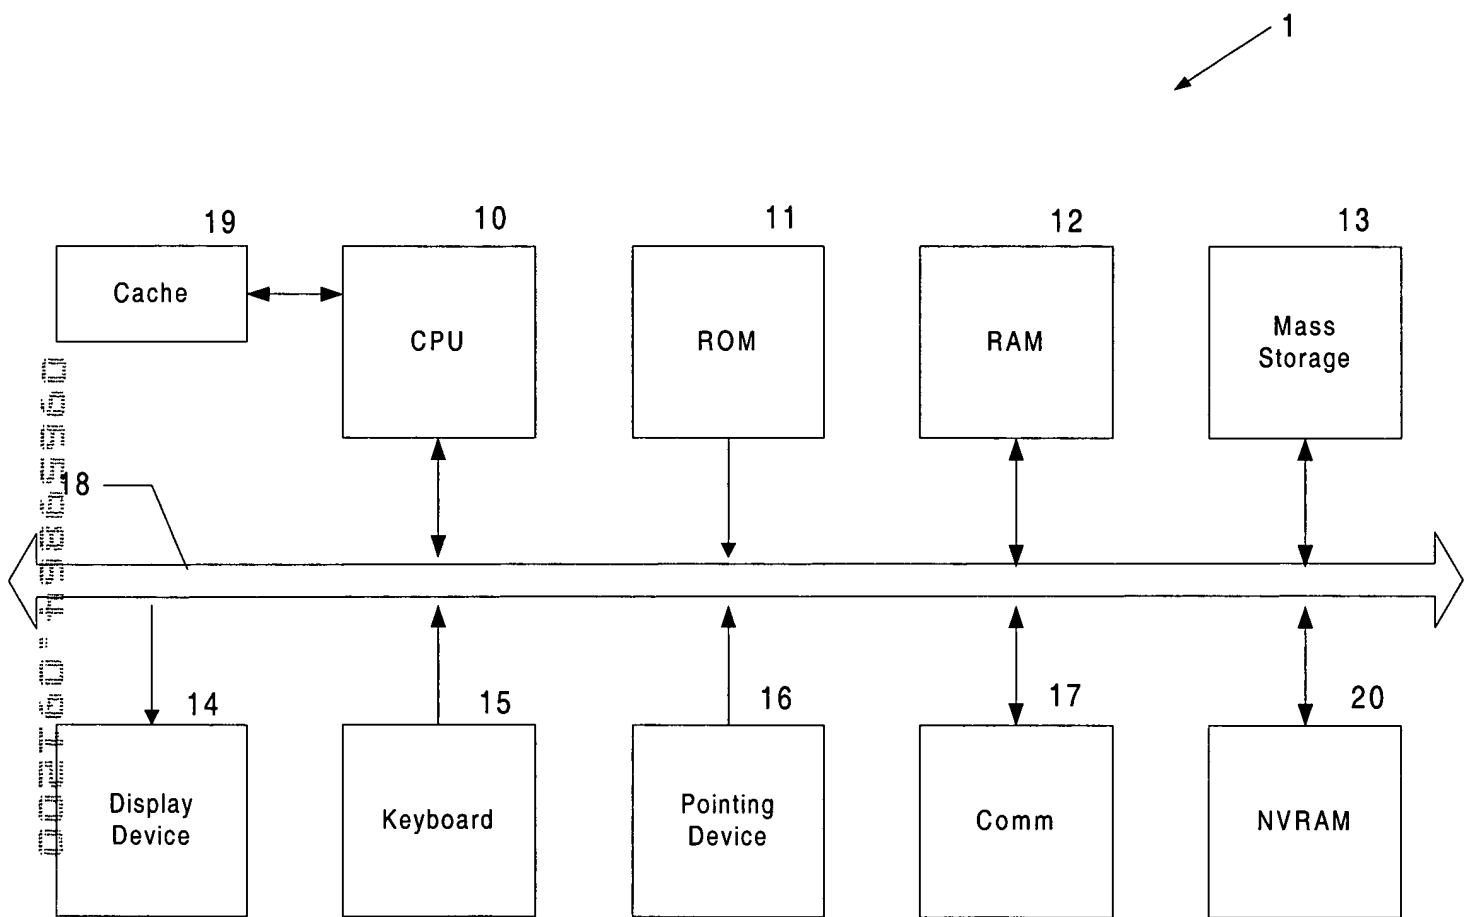 1
19
10
11
12
13
Cache
CPU
ROM
RAM
Mass
Storage
18
14
15
16
17
20
Display
Device
Keyboard
Pointing
Device
Comm
NVRAM